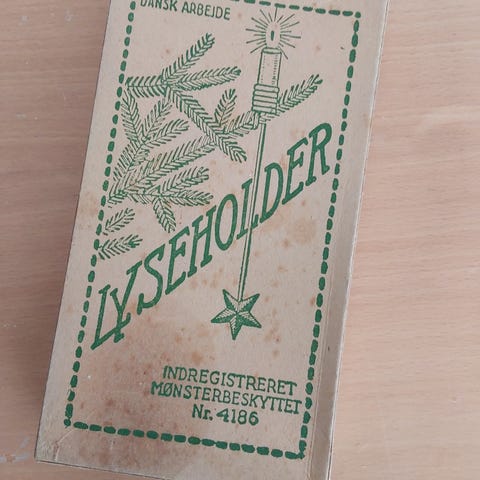 DANSK ARBEJDE
LYSEHOLDER
INDREGISTRERET
MØNSTERBESKYTTET
Nr. 4186